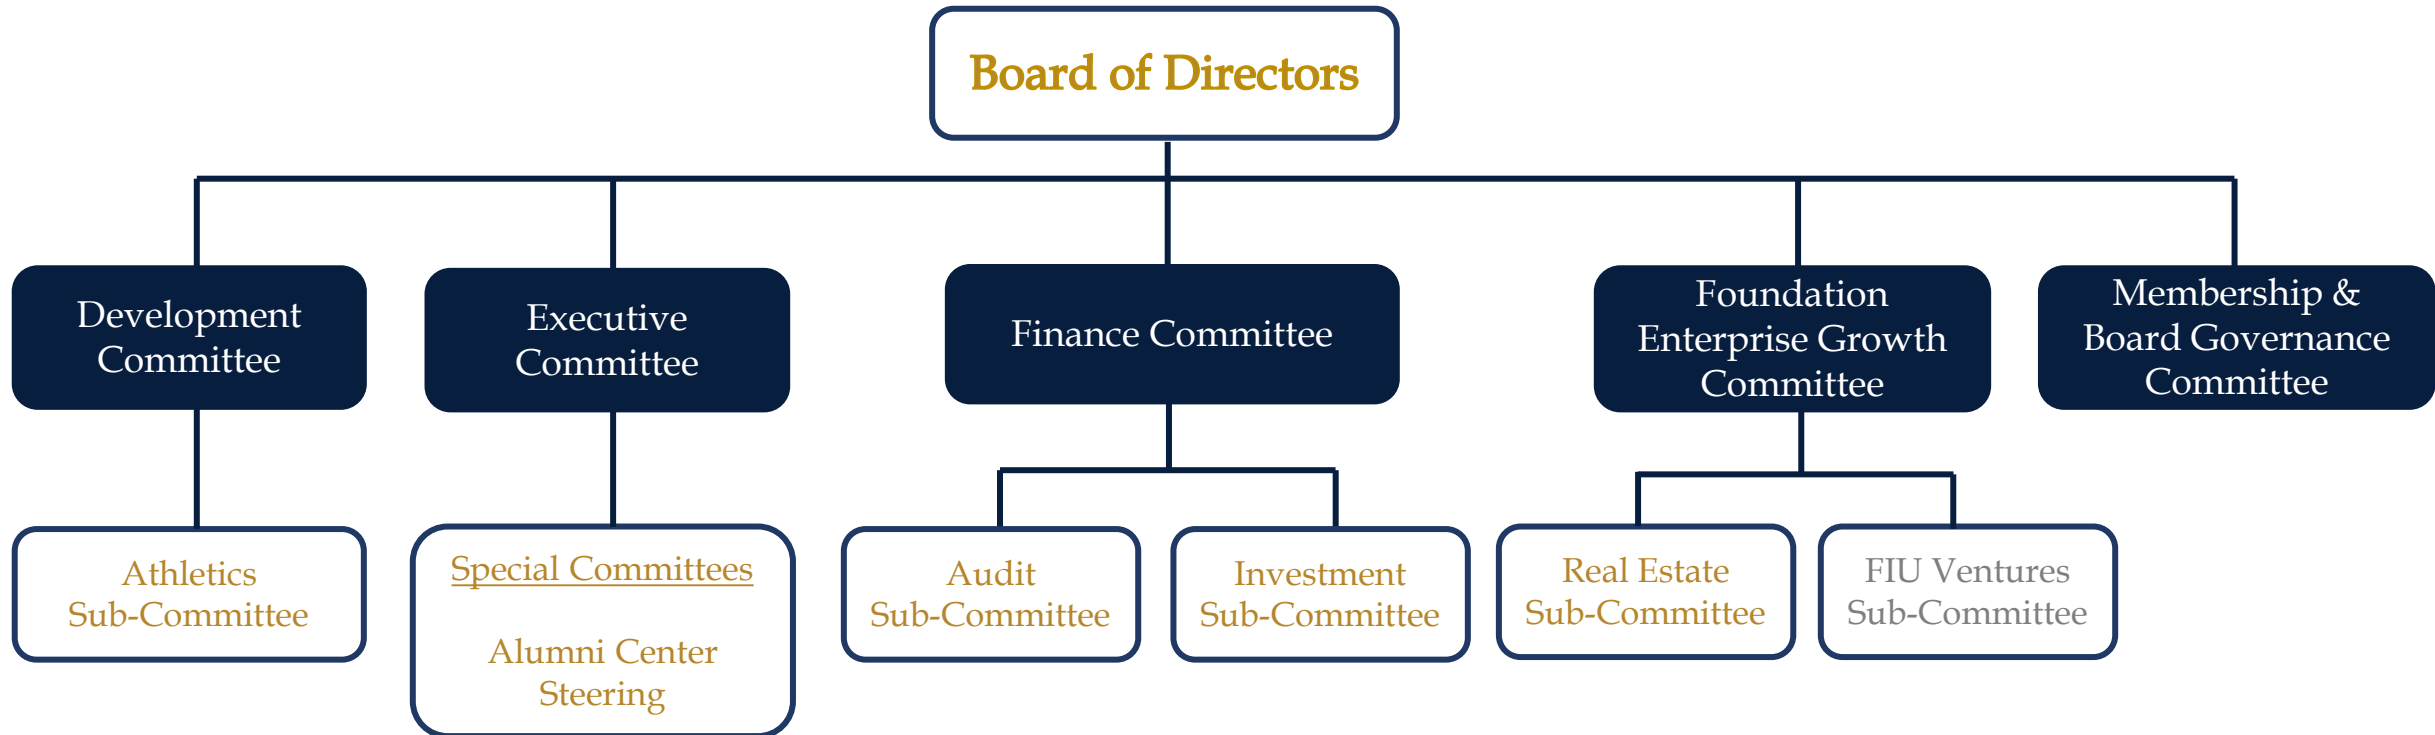 Board of Directors
Development
Committee
Executive
Committee
Finance Committee
Foundation
Enterprise Growth
Committee
Membership &
Board Governance
Committee
Athletics
Sub-Committee
Special Committees
Alumni Center
Steering
Audit
Sub-Committee
Investment
Sub-Committee
Real Estate
Sub-Committee
FIU Ventures
Sub-Committee